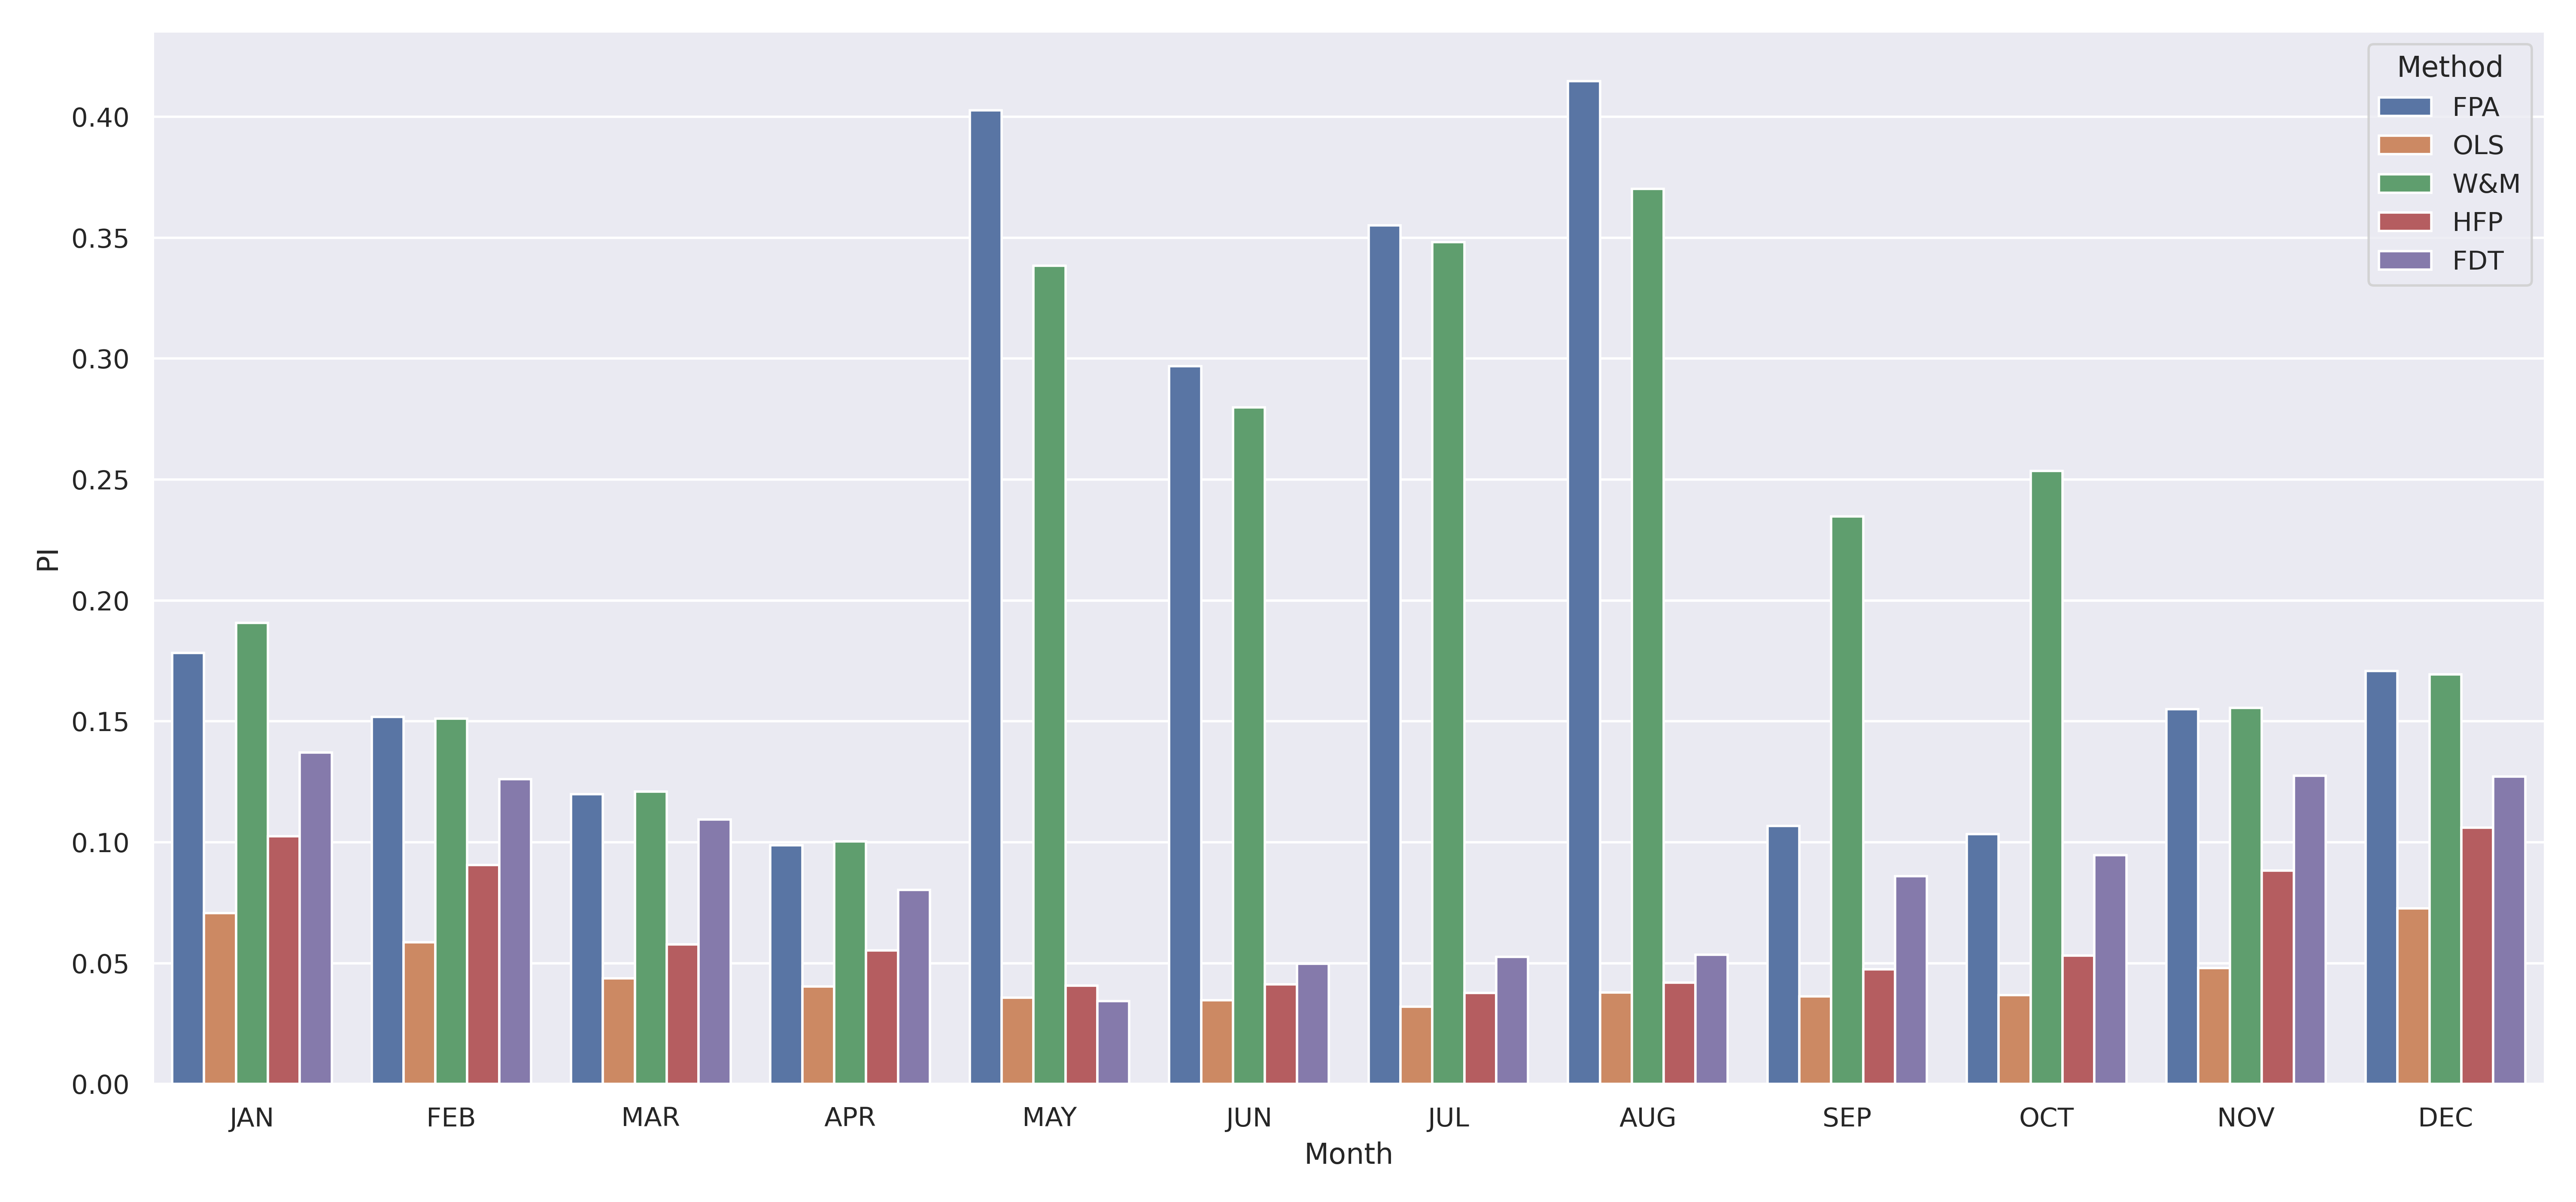 Method
FPA
OLS
W&M
HFP
FDT
0.40
0.35
0.30
0.25
0.20
0.15
0.10
0.05
0.00
PI
JAN FEB MAR APR MAY JUN JUL AUG SEP OCT NOV DEC
Month